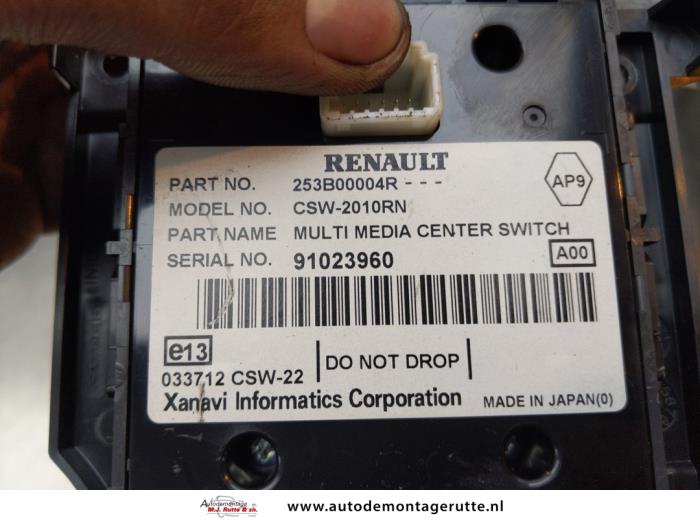 RENAULT
PART NO. 253B00004R - - -
AP9
MODEL NO. CSW-2010RN
PART NAME MULTI MEDIA CENTER SWITCH
SERIAL NO. 91023960
A00
e13
DO NOT DROP
033712 CSW-22
Xanavi Informatics Corporation MADE IN JAPAN(0)
Autodemontage
M.J. Rutte & zn.
www.autodemontagerutte.nl